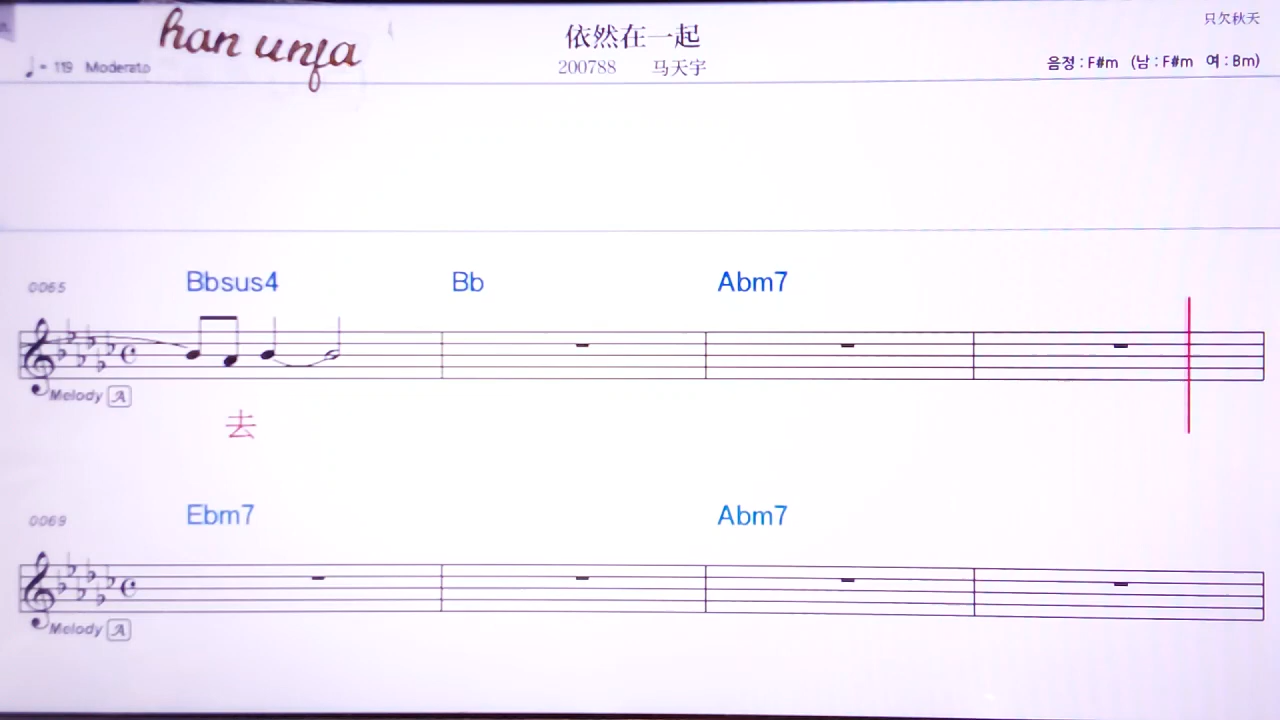 han unfa
依然在一起
只欠秋天
♩= 119 Moderato
200788 马天宇
음정 : F#m (남 : F#m 여 : Bm)
0065 Bbsus4 Bb Abm7
Melody A
去
0069 Ebm7 Abm7
Melody A